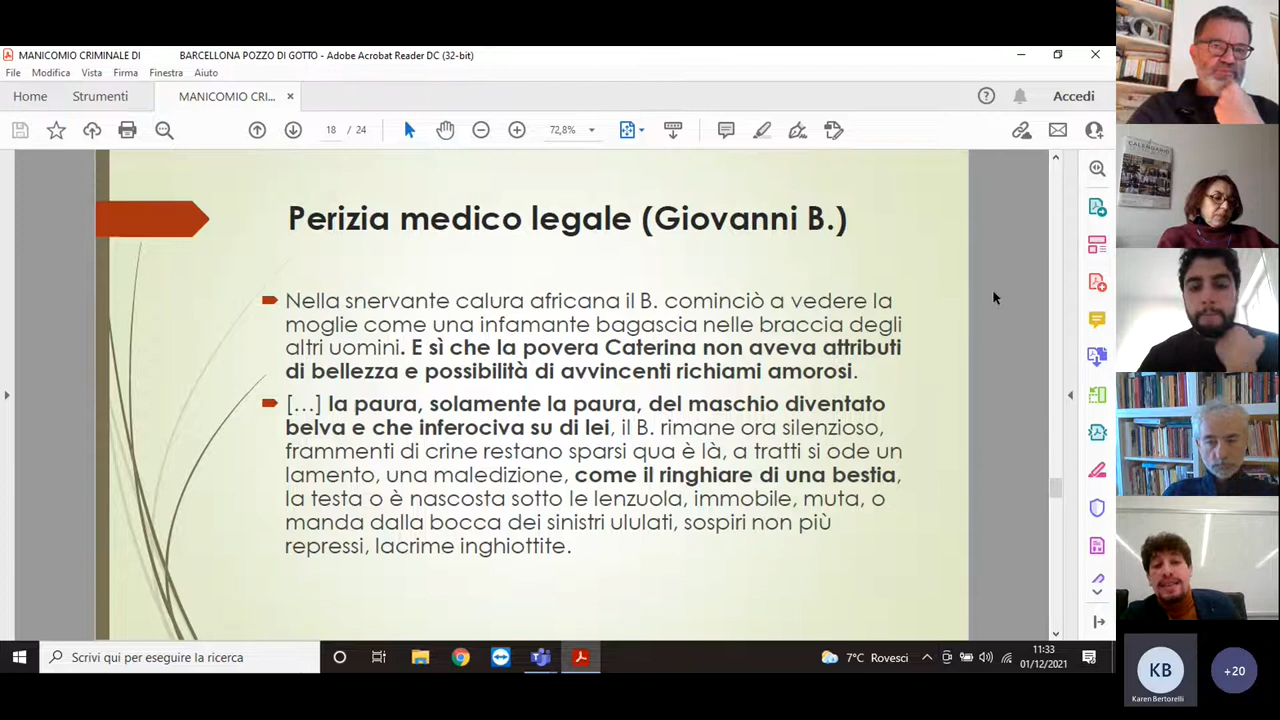 MANICOMIO CRIMINALE DI BARCELLONA POZZO DI GOTTO - Adobe Acrobat Reader DC (32-bit)
File Modifica Vista Firma Finestra Aiuto
Home Strumenti MANICOMIO CRI... Accedi
18 / 24 72,8%
Perizia medico legale (Giovanni B.)
Nella snervante calura africana il B. cominciò a vedere la
moglie come una infamante bagascia nelle braccia degli
altri uomini. E sì che la povera Caterina non aveva attributi
di bellezza e possibilità di avvincenti richiami amorosi.
[…] la paura, solamente la paura, del maschio diventato
belva e che inferociva su di lei, il B. rimane ora silenzioso,
frammenti di crine restano sparsi qua è là, a tratti si ode un
lamento, una maledizione, come il ringhiare di una bestia,
la testa o è nascosta sotto le lenzuola, immobile, muta, o
manda dalla bocca dei sinistri ululati, sospiri non più
repressi, lacrime inghiottite.
CALENDARIO
KB
Karen Bertorelli
+20
Scrivi qui per eseguire la ricerca
7°C Rovesci
11:33
01/12/2021